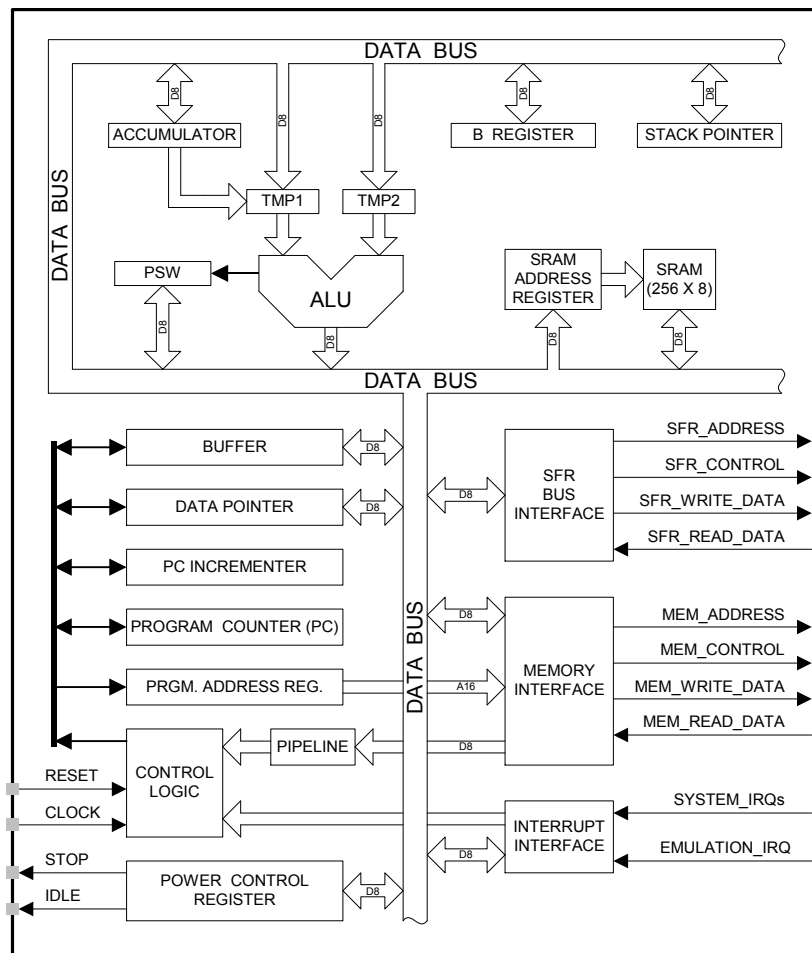 DATA BUS
D8
D8
D8
D8
D8
ACCUMULATOR
B REGISTER
STACK POINTER
DATA BUS
TMP1
TMP2
PSW
ALU
SRAM
ADDRESS
REGISTER
SRAM
(256 X 8)
D8
D8
D8
D8
DATA BUS
BUFFER
D8
SFR_ADDRESS
SFR_CONTROL
DATA POINTER
D8
D8
SFR
BUS
INTERFACE
SFR_WRITE_DATA
SFR_READ_DATA
PC INCREMENTER
DATA BUS
D8
PROGRAM COUNTER (PC)
MEM_ADDRESS
MEM_CONTROL
PRGM. ADDRESS REG.
A16
MEMORY
INTERFACE
MEM_WRITE_DATA
MEM_READ_DATA
PIPELINE
D8
CONTROL
LOGIC
RESET
CLOCK
SYSTEM_IRQs
INTERRUPT
INTERFACE
D8
EMULATION_IRQ
STOP
IDLE
POWER CONTROL
REGISTER
D8